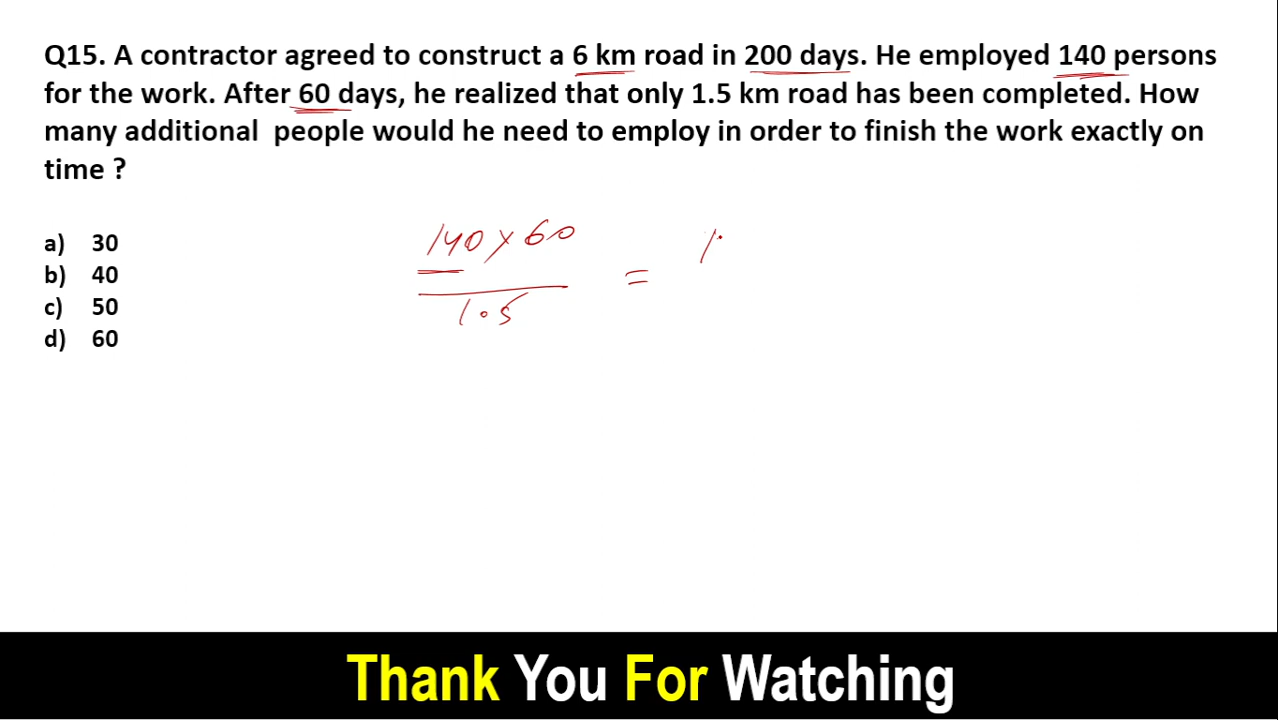 Q15. A contractor agreed to construct a 6 km road in 200 days. He employed 140 persons
for the work. After 60 days, he realized that only 1.5 km road has been completed. How
many additional people would he need to employ in order to finish the work exactly on
time ?
a) 30
b) 40
c) 50
d) 60
140 × 60
=
1.5
Thank You For Watching